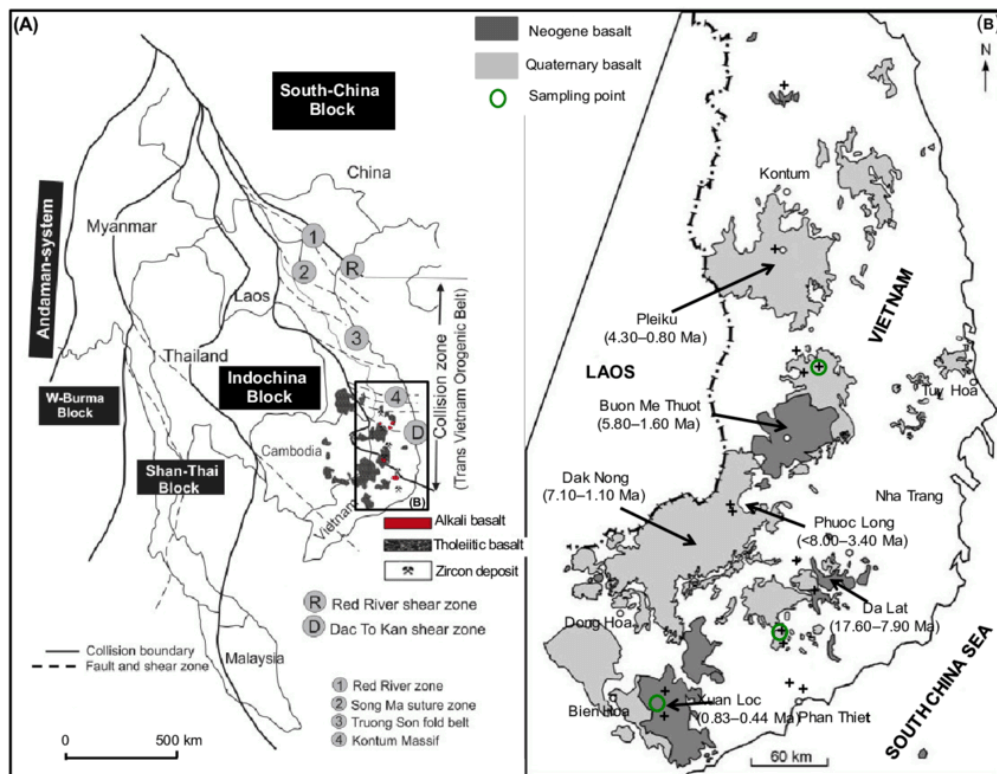 (A)
South-China
Block
China
Myanmar
Andaman-system
1
R
2
Laos
3
Thailand
Indochina
Block
W-Burma
Block
4
D
Collision zone
(Trans Vietnam Orogenic Belt)
Cambodia
Shan-Thai
Block
Vietnam
(B)
Alkali basalt
Tholeiitic basalt
Zircon deposit
R Red River shear zone
D Dac To Kan shear zone
Malaysia
Collision boundary
Fault and shear zone
1 Red River zone
2 Song Ma suture zone
3 Truong Son fold belt
4 Kontum Massif
0 500 km
(B)
Neogene basalt
Quaternary basalt
Sampling point
N
Kontum
Pleiku
(4.30–0.80 Ma)
VIETNAM
LAOS
Tuy Hoa
Buon Me Thuot
(5.80–1.60 Ma)
Dak Nong
(7.10–1.10 Ma)
Nha Trang
Phuoc Long
(<8.00–3.40 Ma)
Da Lat
(17.60–7.90 Ma)
Dong Hoa
Xuan Loc
(0.83–0.44 Ma)
Bien Hoa
Phan Thiet
SOUTH CHINA SEA
60 km